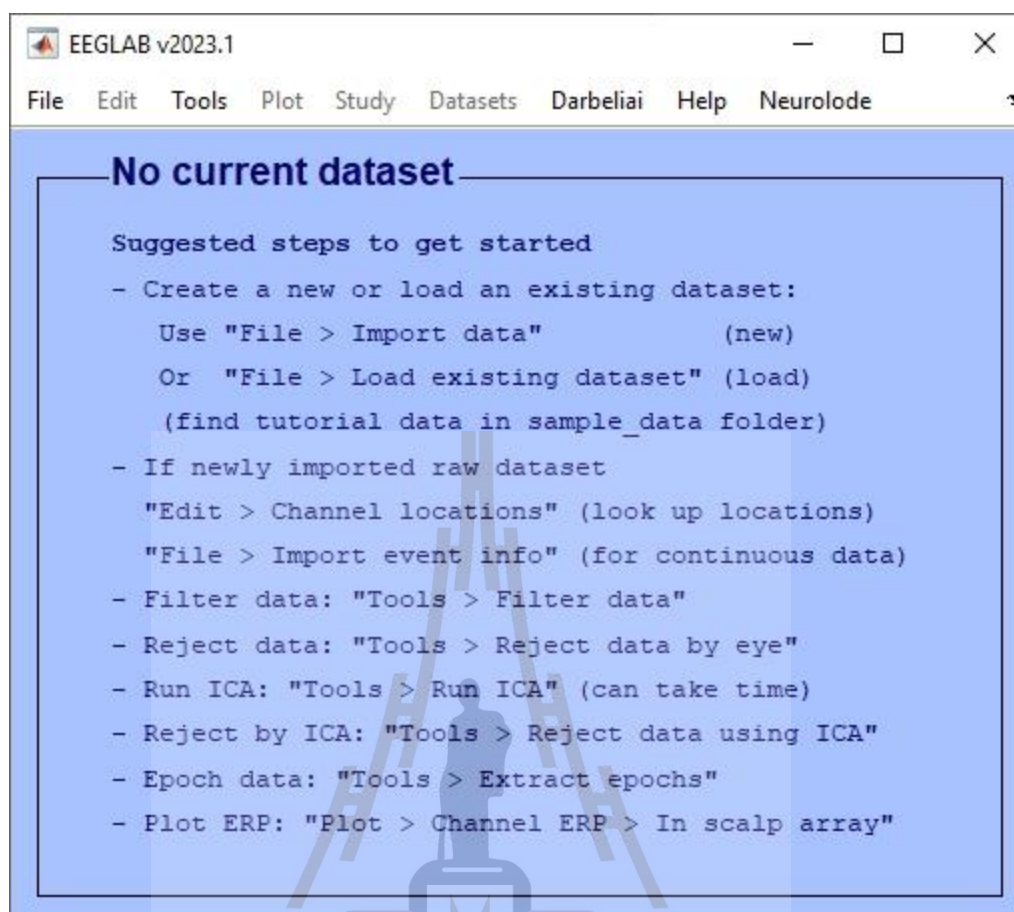 EEGLAB v2023.1
File Edit Tools Plot Study Datasets Darbeliai Help Neurolode
No current dataset
Suggested steps to get started
- Create a new or load an existing dataset:
Use "File > Import data" (new)
Or "File > Load existing dataset" (load)
(find tutorial data in sample_data folder)
- If newly imported raw dataset
"Edit > Channel locations" (look up locations)
"File > Import event info" (for continuous data)
- Filter data: "Tools > Filter data"
- Reject data: "Tools > Reject data by eye"
- Run ICA: "Tools > Run ICA" (can take time)
- Reject by ICA: "Tools > Reject data using ICA"
- Epoch data: "Tools > Extract epochs"
- Plot ERP: "Plot > Channel ERP > In scalp array"